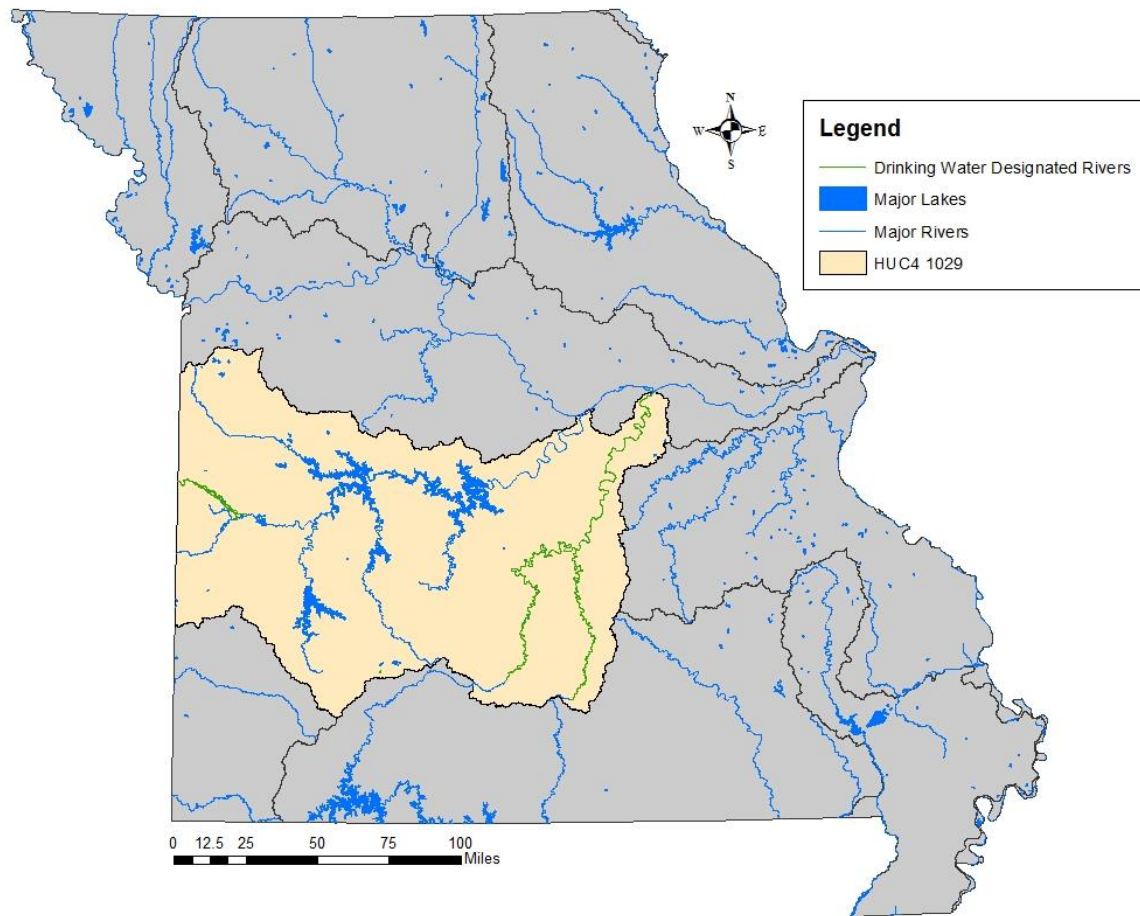 N
W E
S
Legend
Drinking Water Designated Rivers
Major Lakes
Major Rivers
HUC4 1029
0 12.5 25 50 75 100
Miles